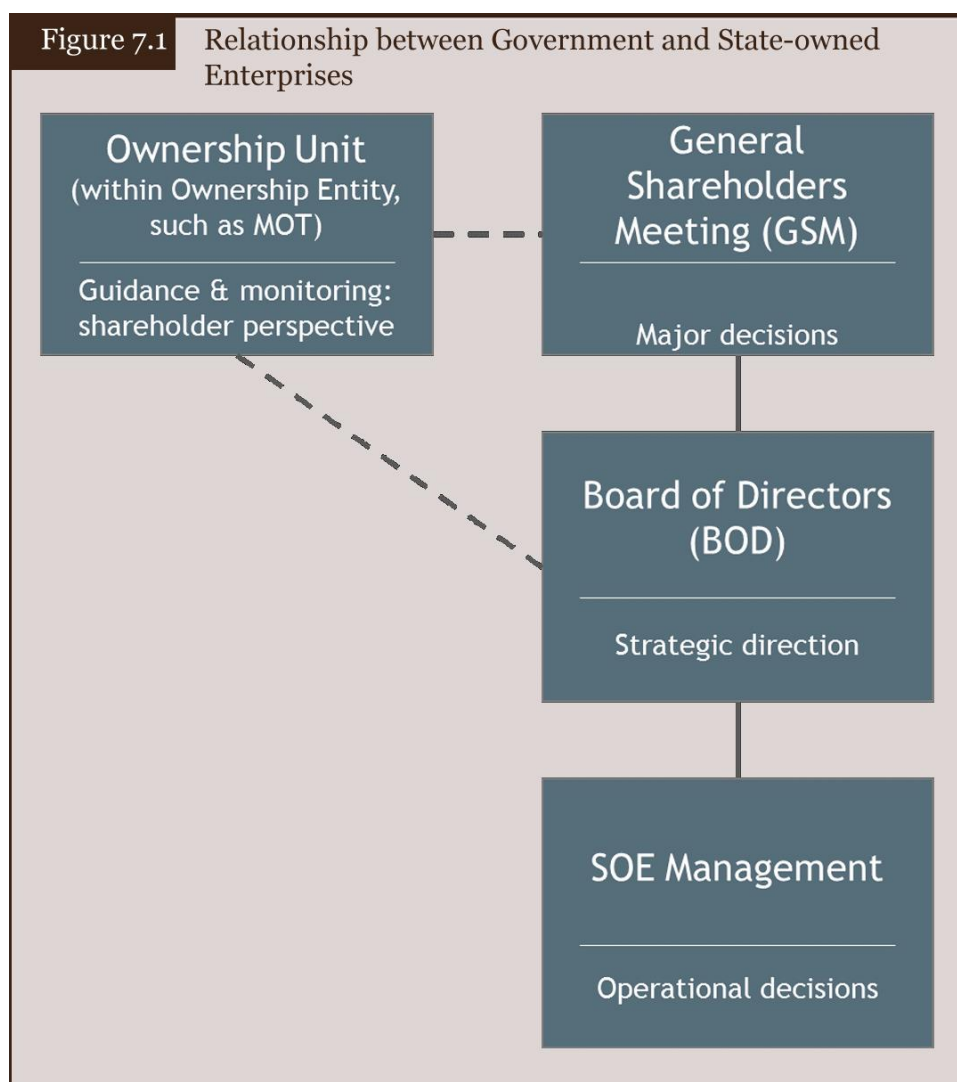 Figure 7.1
Relationship between Government and State-owned
Enterprises
Ownership Unit
(within Ownership Entity,
such as MOT)
Guidance & monitoring:
shareholder perspective
General
Shareholders
Meeting (GSM)
Major decisions
Board of Directors
(BOD)
Strategic direction
SOE Management
Operational decisions